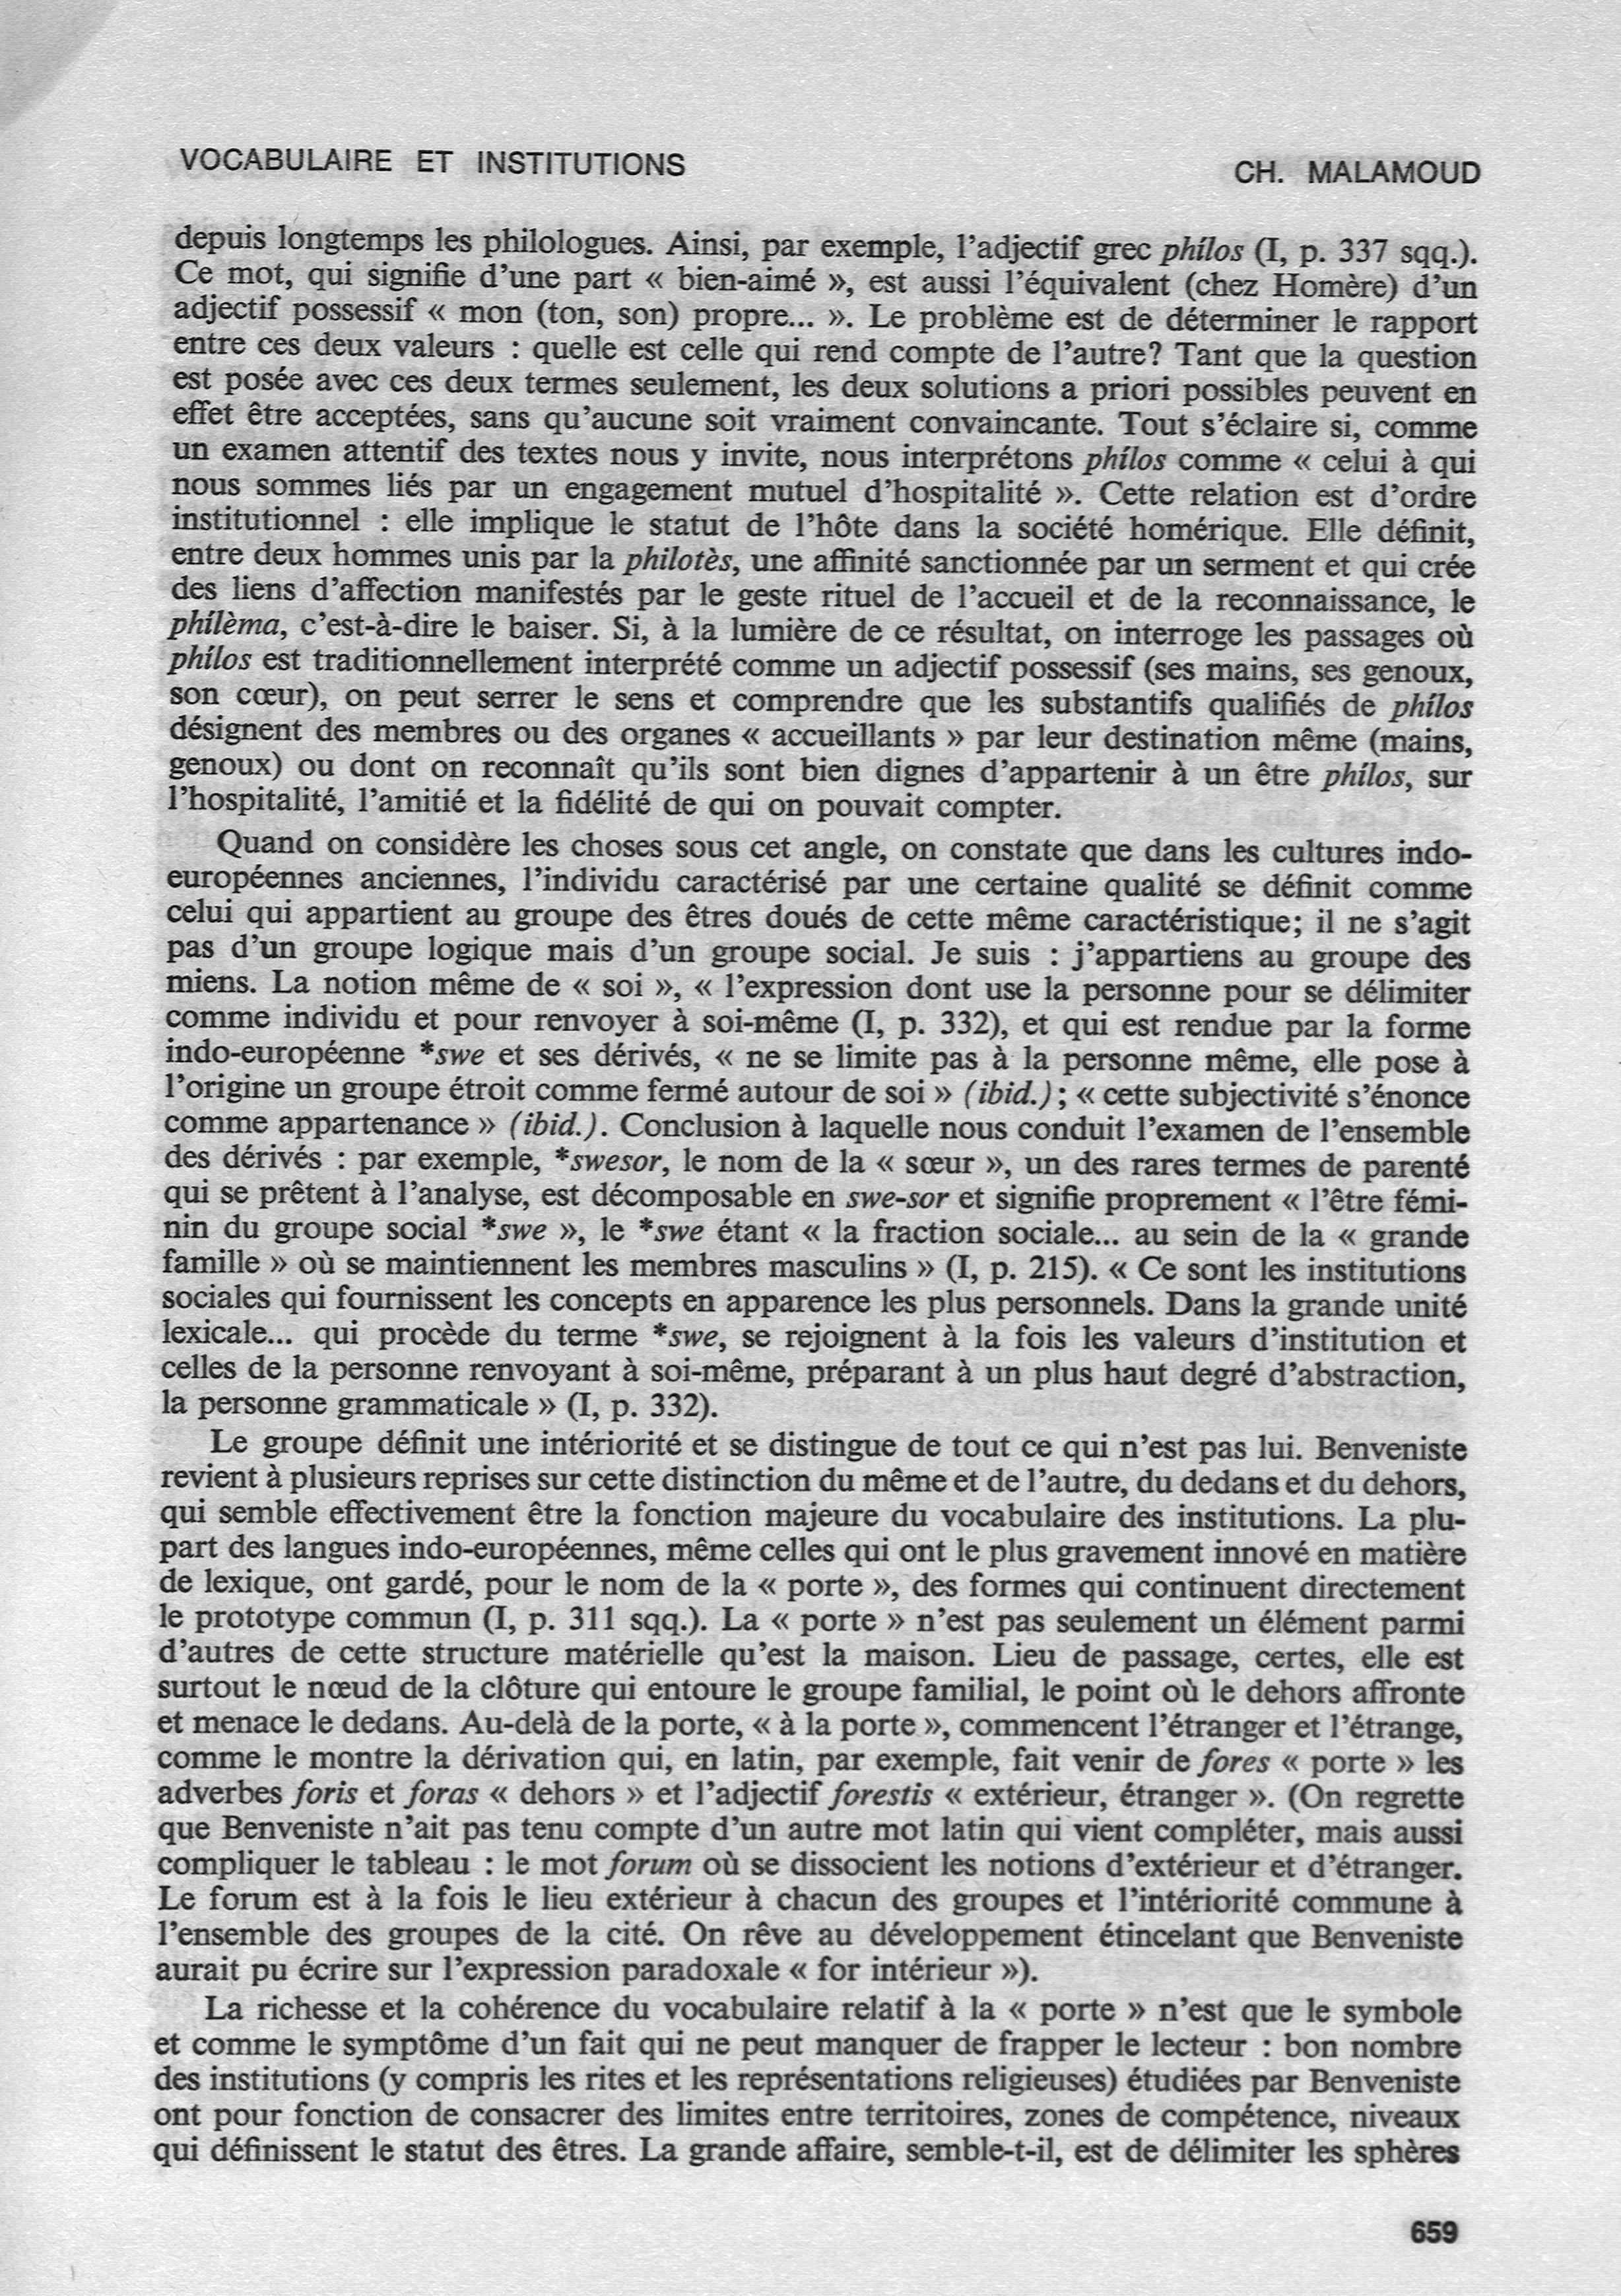 VOCABULAIRE ET INSTITUTIONS
CH. MALAMOUD
depuis longtemps les philologues. Ainsi, par exemple, l'adjectif grec phílos (I, p. 337 sqq.).
Ce mot, qui signifie d'une part « bien-aimé », est aussi l'équivalent (chez Homère) d'un
adjectif possessif « mon (ton, son) propre... ». Le problème est de déterminer le rapport
entre ces deux valeurs : quelle est celle qui rend compte de l'autre? Tant que la question
est posée avec ces deux termes seulement, les deux solutions a priori possibles peuvent en
effet être acceptées, sans qu'aucune soit vraiment convaincante. Tout s'éclaire si, comme
un examen attentif des textes nous y invite, nous interprétons phílos comme « celui à qui
nous sommes liés par un engagement mutuel d'hospitalité ». Cette relation est d'ordre
institutionnel : elle implique le statut de l'hôte dans la société homérique. Elle définit,
entre deux hommes unis par la philotès, une affinité sanctionnée par un serment et qui crée
des liens d'affection manifestés par le geste rituel de l'accueil et de la reconnaissance, le
phílèma, c'est-à-dire le baiser. Si, à la lumière de ce résultat, on interroge les passages où
phílos est traditionnellement interprété comme un adjectif possessif (ses mains, ses genoux,
son cœur), on peut serrer le sens et comprendre que les substantifs qualifiés de phílos
désignent des membres ou des organes « accueillants » par leur destination même (mains,
genoux) ou dont on reconnaît qu'ils sont bien dignes d'appartenir à un être phílos, sur
l'hospitalité, l'amitié et la fidélité de qui on pouvait compter.
Quand on considère les choses sous cet angle, on constate que dans les cultures indo-
européennes anciennes, l'individu caractérisé par une certaine qualité se définit comme
celui qui appartient au groupe des êtres doués de cette même caractéristique; il ne s'agit
pas d'un groupe logique mais d'un groupe social. Je suis : j'appartiens au groupe des
miens. La notion même de « soi », « l'expression dont use la personne pour se délimiter
comme individu et pour renvoyer à soi-même (I, p. 332), et qui est rendue par la forme
indo-européenne *swe et ses dérivés, « ne se limite pas à la personne même, elle pose à
l'origine un groupe étroit comme fermé autour de soi » (ibid.) ; « cette subjectivité s'énonce
comme appartenance » (ibid.). Conclusion à laquelle nous conduit l'examen de l'ensemble
des dérivés : par exemple, *swesor, le nom de la « sœur », un des rares termes de parenté
qui se prêtent à l'analyse, est décomposable en swe-sor et signifie proprement « l'être fémi-
nin du groupe social *swe », le *swe étant « la fraction sociale... au sein de la « grande
famille » où se maintiennent les membres masculins » (I, p. 215). « Ce sont les institutions
sociales qui fournissent les concepts en apparence les plus personnels. Dans la grande unité
lexicale... qui procède du terme *swe, se rejoignent à la fois les valeurs d'institution et
celles de la personne renvoyant à soi-même, préparant à un plus haut degré d'abstraction,
la personne grammaticale » (I, p. 332).
Le groupe définit une intériorité et se distingue de tout ce qui n'est pas lui. Benveniste
revient à plusieurs reprises sur cette distinction du même et de l'autre, du dedans et du dehors,
qui semble effectivement être la fonction majeure du vocabulaire des institutions. La plu-
part des langues indo-européennes, même celles qui ont le plus gravement innové en matière
de lexique, ont gardé, pour le nom de la « porte », des formes qui continuent directement
le prototype commun (I, p. 311 sqq.). La « porte » n'est pas seulement un élément parmi
d'autres de cette structure matérielle qu'est la maison. Lieu de passage, certes, elle est
surtout le nœud de la clôture qui entoure le groupe familial, le point où le dehors affronte
et menace le dedans. Au-delà de la porte, « à la porte », commencent l'étranger et l'étrange,
comme le montre la dérivation qui, en latin, par exemple, fait venir de fores « porte » les
adverbes foris et foras « dehors » et l'adjectif forestis « extérieur, étranger ». (On regrette
que Benveniste n'ait pas tenu compte d'un autre mot latin qui vient compléter, mais aussi
compliquer le tableau : le mot forum où se dissocient les notions d'extérieur et d'étranger.
Le forum est à la fois le lieu extérieur à chacun des groupes et l'intériorité commune à
l'ensemble des groupes de la cité. On rêve au développement étincelant que Benveniste
aurait pu écrire sur l'expression paradoxale « for intérieur »).
La richesse et la cohérence du vocabulaire relatif à la « porte » n'est que le symbole
et comme le symptôme d'un fait qui ne peut manquer de frapper le lecteur : bon nombre
des institutions (y compris les rites et les représentations religieuses) étudiées par Benveniste
ont pour fonction de consacrer des limites entre territoires, zones de compétence, niveaux
qui définissent le statut des êtres. La grande affaire, semble-t-il, est de délimiter les sphères
659